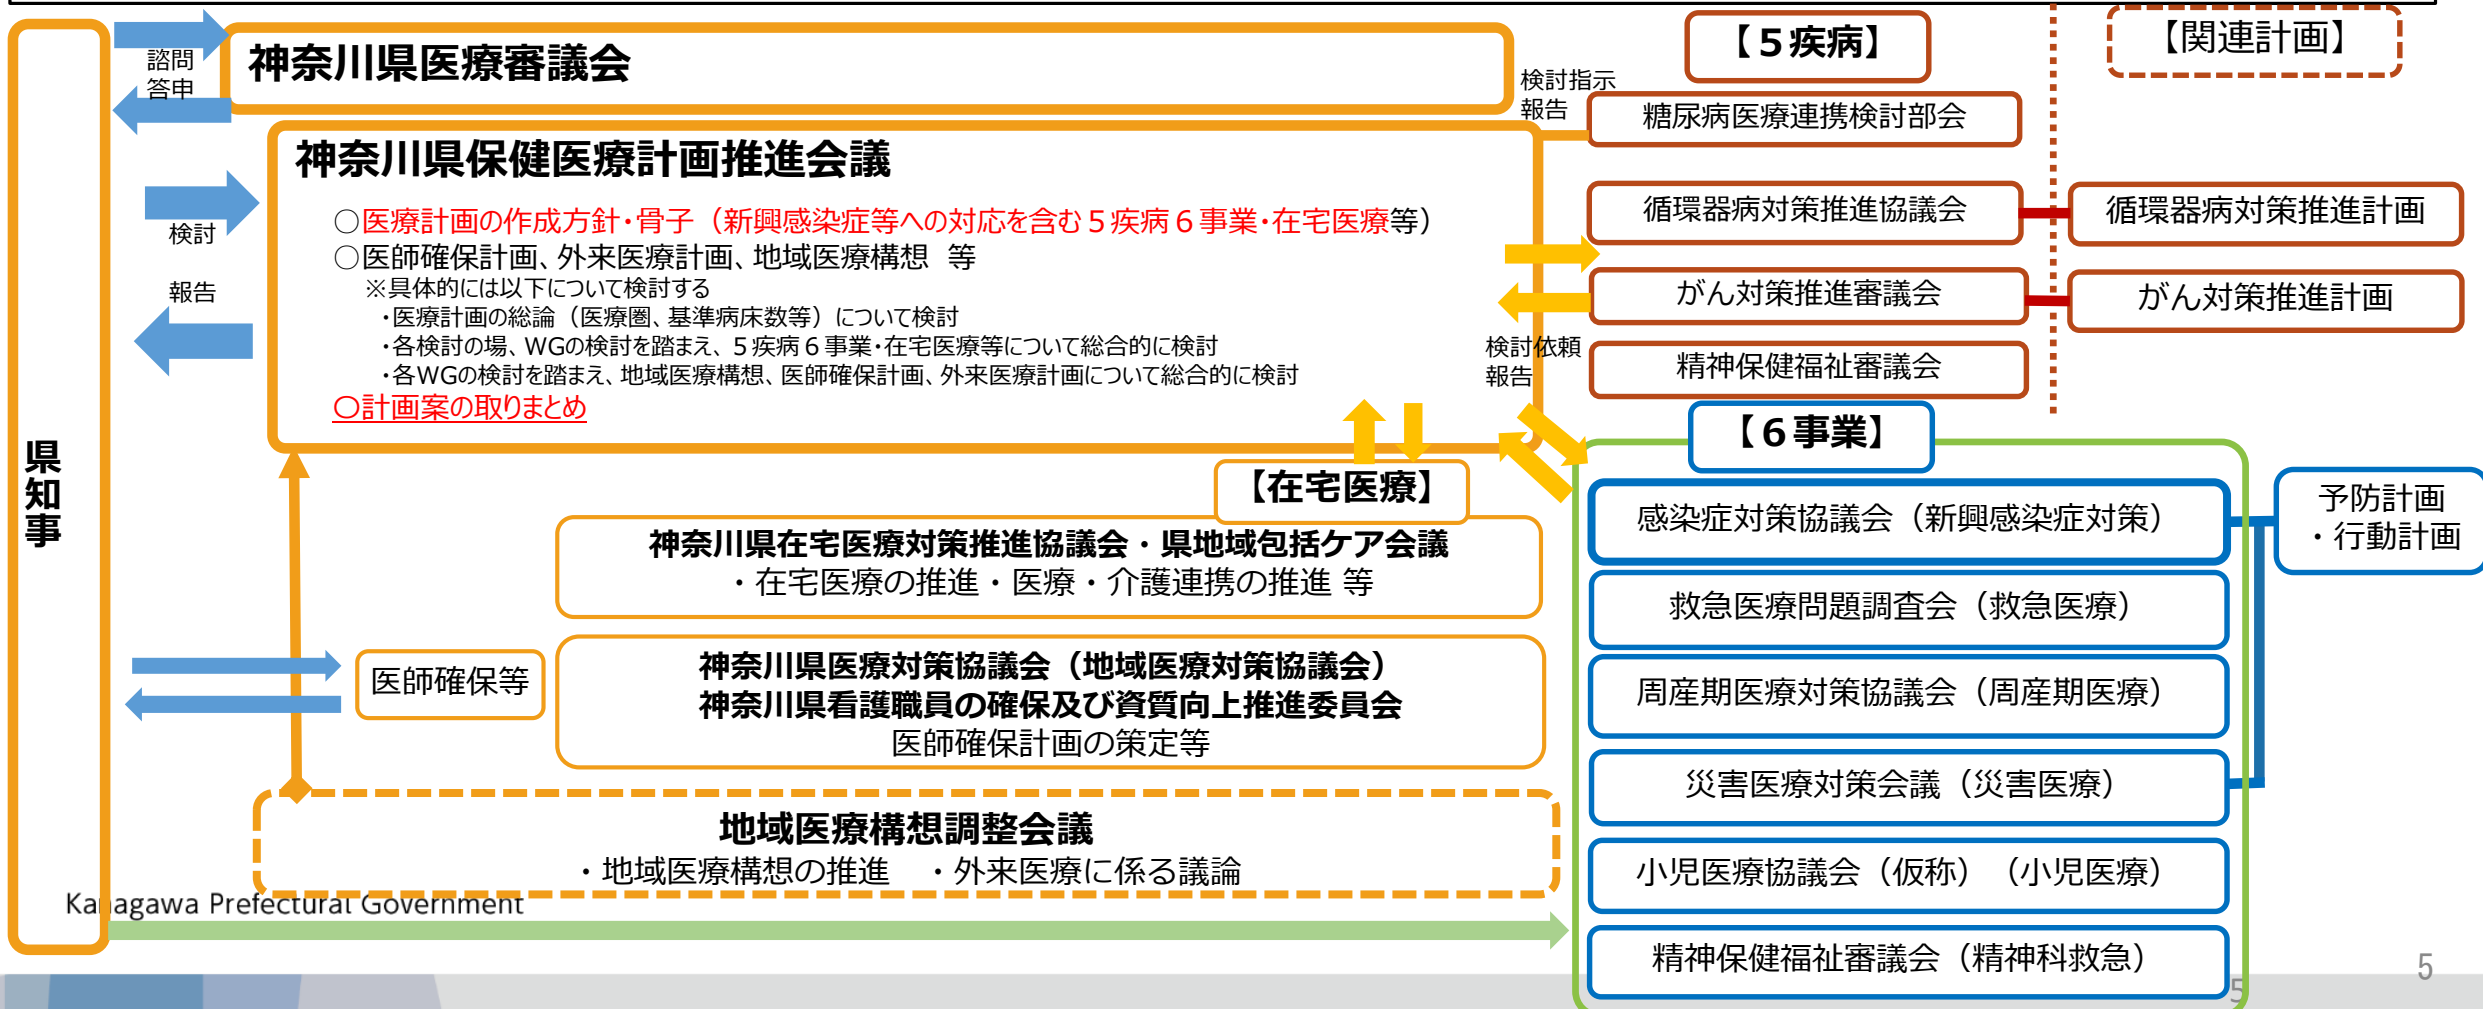 県知事
諮問
答申
神奈川県医療審議会
検討指示
報告
神奈川県保健医療計画推進会議
○医療計画の作成方針・骨子（新興感染症等への対応を含む５疾病６事業・在宅医療等）
○医師確保計画、外来医療計画、地域医療構想 等
※具体的には以下について検討する
・医療計画の総論（医療圏、基準病床数等）について検討
・各検討の場、WGの検討を踏まえ、５疾病６事業・在宅医療等について総合的に検討
・各WGの検討を踏まえ、地域医療構想、医師確保計画、外来医療計画について総合的に検討
〇計画案の取りまとめ
検討
報告
検討依頼
報告
【５疾病】
糖尿病医療連携検討部会
循環器病対策推進協議会
がん対策推進審議会
精神保健福祉審議会
【関連計画】
循環器病対策推進計画
がん対策推進計画
【在宅医療】
神奈川県在宅医療対策推進協議会・県地域包括ケア会議
・在宅医療の推進・医療・介護連携の推進 等
医師確保等
神奈川県医療対策協議会（地域医療対策協議会）
神奈川県看護職員の確保及び資質向上推進委員会
医師確保計画の策定等
地域医療構想調整会議
・地域医療構想の推進　・外来医療に係る議論
【６事業】
感染症対策協議会（新興感染症対策）
救急医療問題調査会（救急医療）
周産期医療対策協議会（周産期医療）
災害医療対策会議（災害医療）
小児医療協議会（仮称）（小児医療）
精神保健福祉審議会（精神科救急）
予防計画
・行動計画
Kanagawa Prefectural Government
5
5